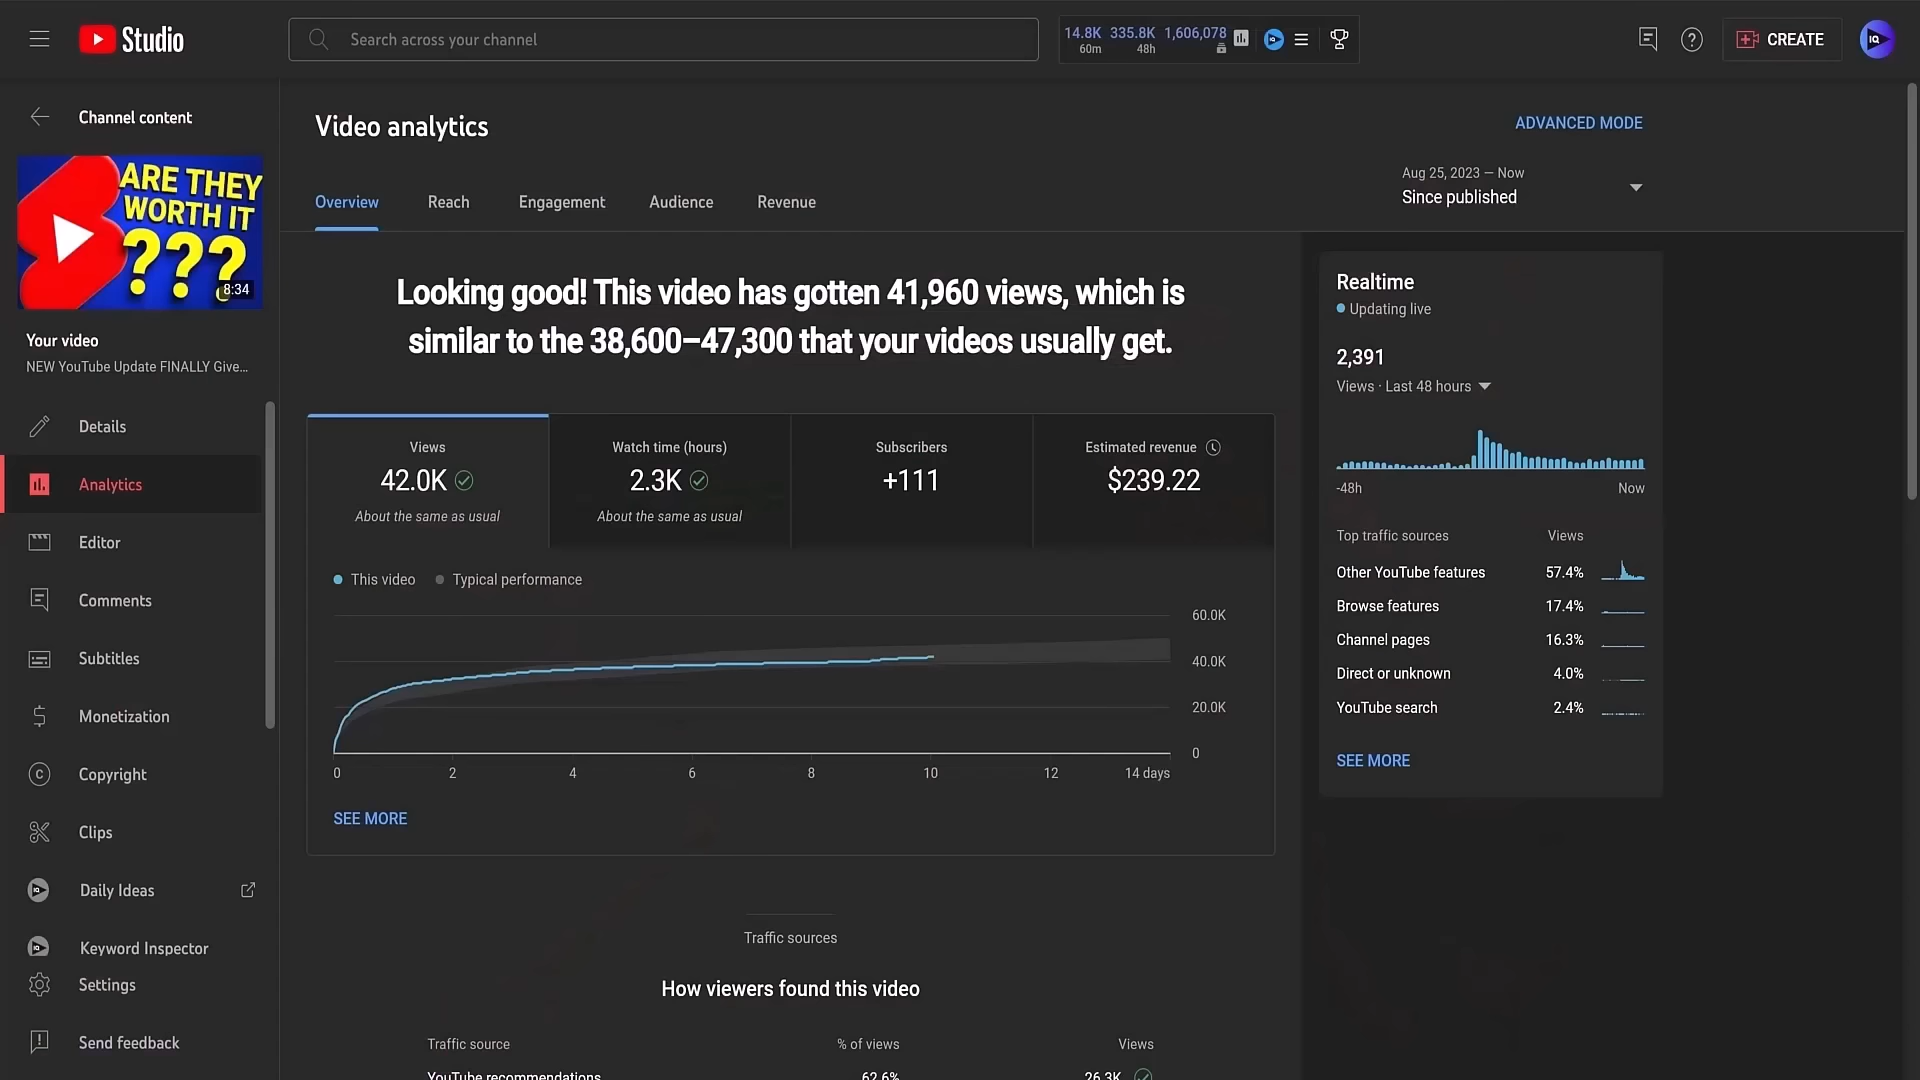 Studio
Search across your channel
14.8K 335.8K 1,606,078
60m 48h
IQ
?
CREATE
IQ
Channel content
ARE THEY
WORTH IT
???
8:34
Your video
NEW YouTube Update FINALLY Give...
Details
Analytics
Editor
Comments
Subtitles
Monetization
Copyright
Clips
Daily Ideas
Keyword Inspector
Settings
Send feedback
Video analytics
ADVANCED MODE
Overview Reach Engagement Audience Revenue
Aug 25, 2023 – Now
Since published
Looking good! This video has gotten 41,960 views, which is
similar to the 38,600–47,300 that your videos usually get.
Views
42.0K
About the same as usual
Watch time (hours)
2.3K
About the same as usual
Subscribers
+111
Estimated revenue
$239.22
This video Typical performance
60.0K
40.0K
20.0K
0
0 2 4 6 8 10 12 14 days
SEE MORE
Traffic sources
How viewers found this video
Traffic source % of views Views
YouTube recommendations 62.6% 26.3K
Realtime
Updating live
2,391
Views · Last 48 hours
-48h Now
Top traffic sources Views
Other YouTube features 57.4%
Browse features 17.4%
Channel pages 16.3%
Direct or unknown 4.0%
YouTube search 2.4%
SEE MORE